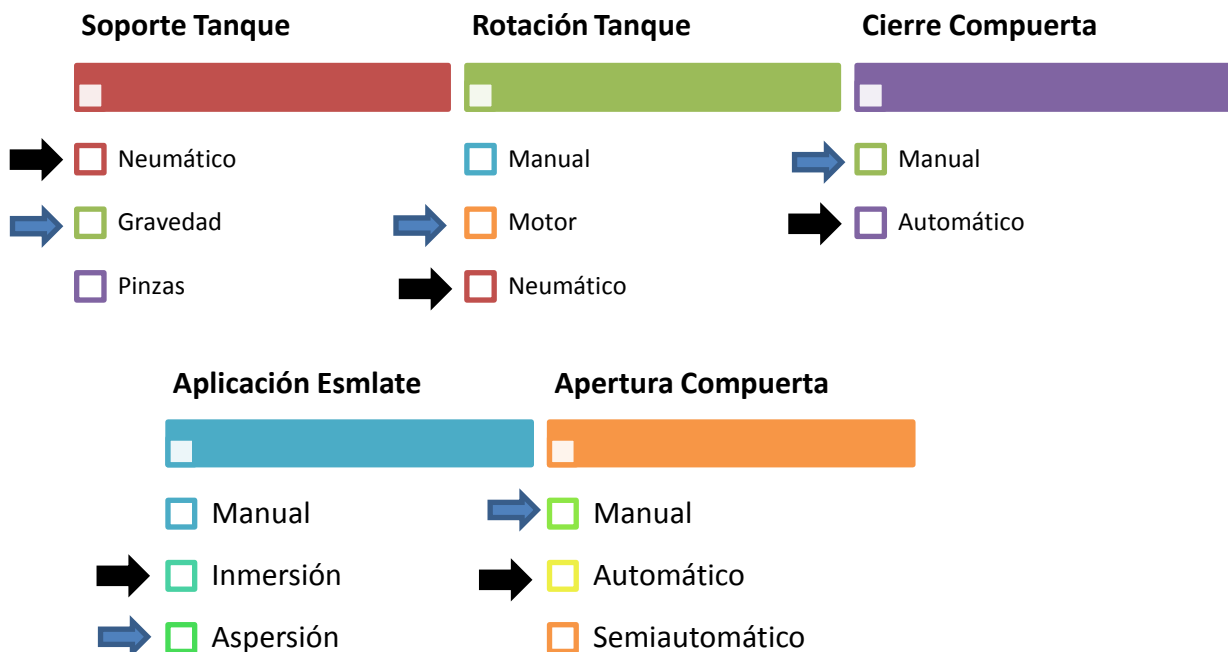 Soporte Tanque
Neumático
Gravedad
Pinzas
Rotación Tanque
Manual
Motor
Neumático
Cierre Compuerta
Manual
Automático
Aplicación Esmlate
Manual
Inmersión
Aspersión
Apertura Compuerta
Manual
Automático
Semiautomático